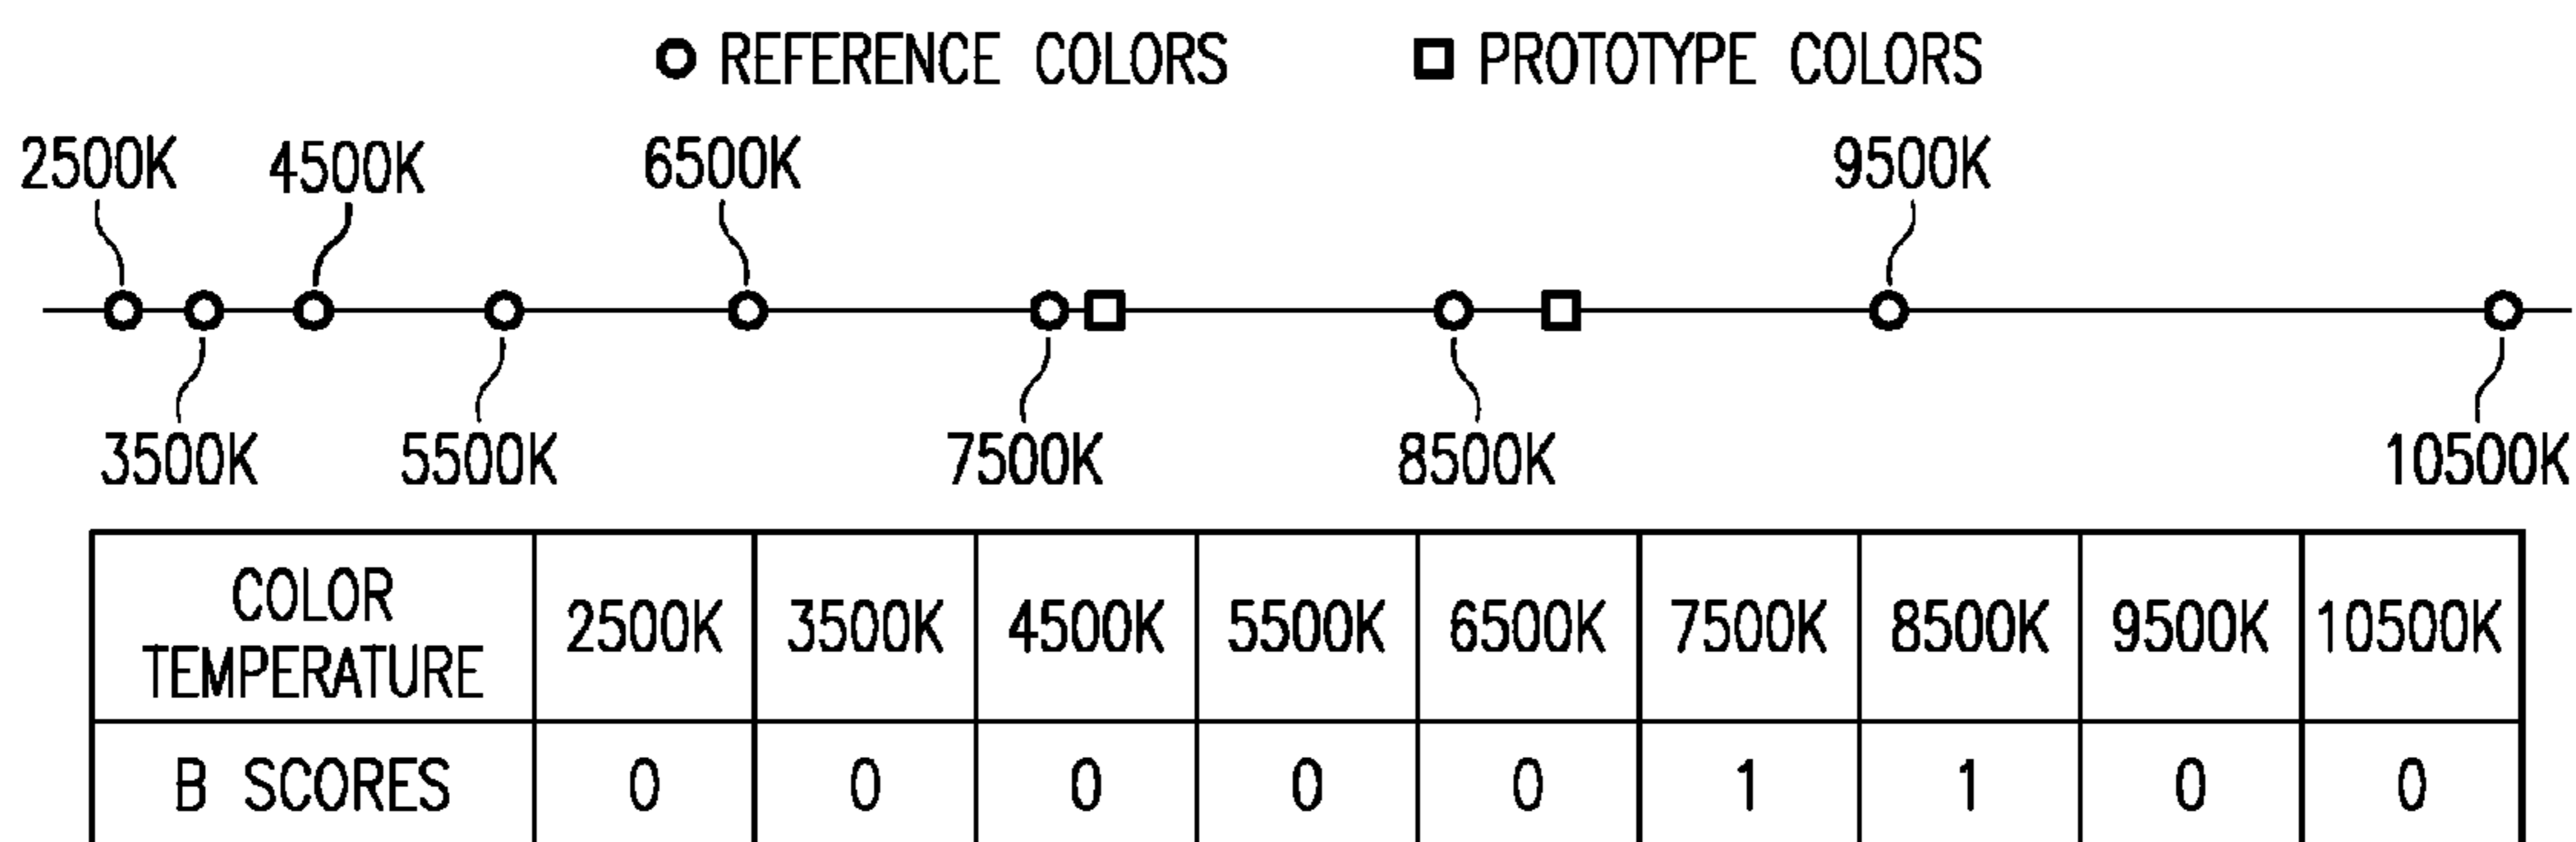 REFERENCE COLORS PROTOTYPE COLORS
2500K 4500K 6500K 9500K
3500K 5500K 7500K 8500K 10500K
COLOR TEMPERATURE 2500K 3500K 4500K 5500K 6500K 7500K 8500K 9500K 10500K
B SCORES 0 0 0 0 0 1 1 0 0